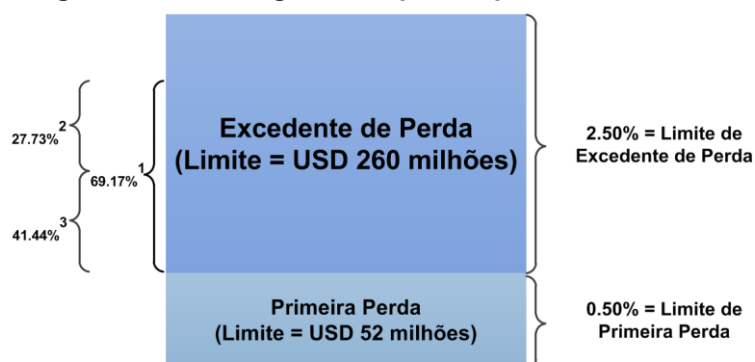 27.73%2
41.44%3
69.17%1
Excedente de Perda
(Limite = USD 260 milhões)
2.50% = Limite de
Excedente de Perda
Primeira Perda
(Limite = USD 52 milhões)
0.50% = Limite de
Primeira Perda